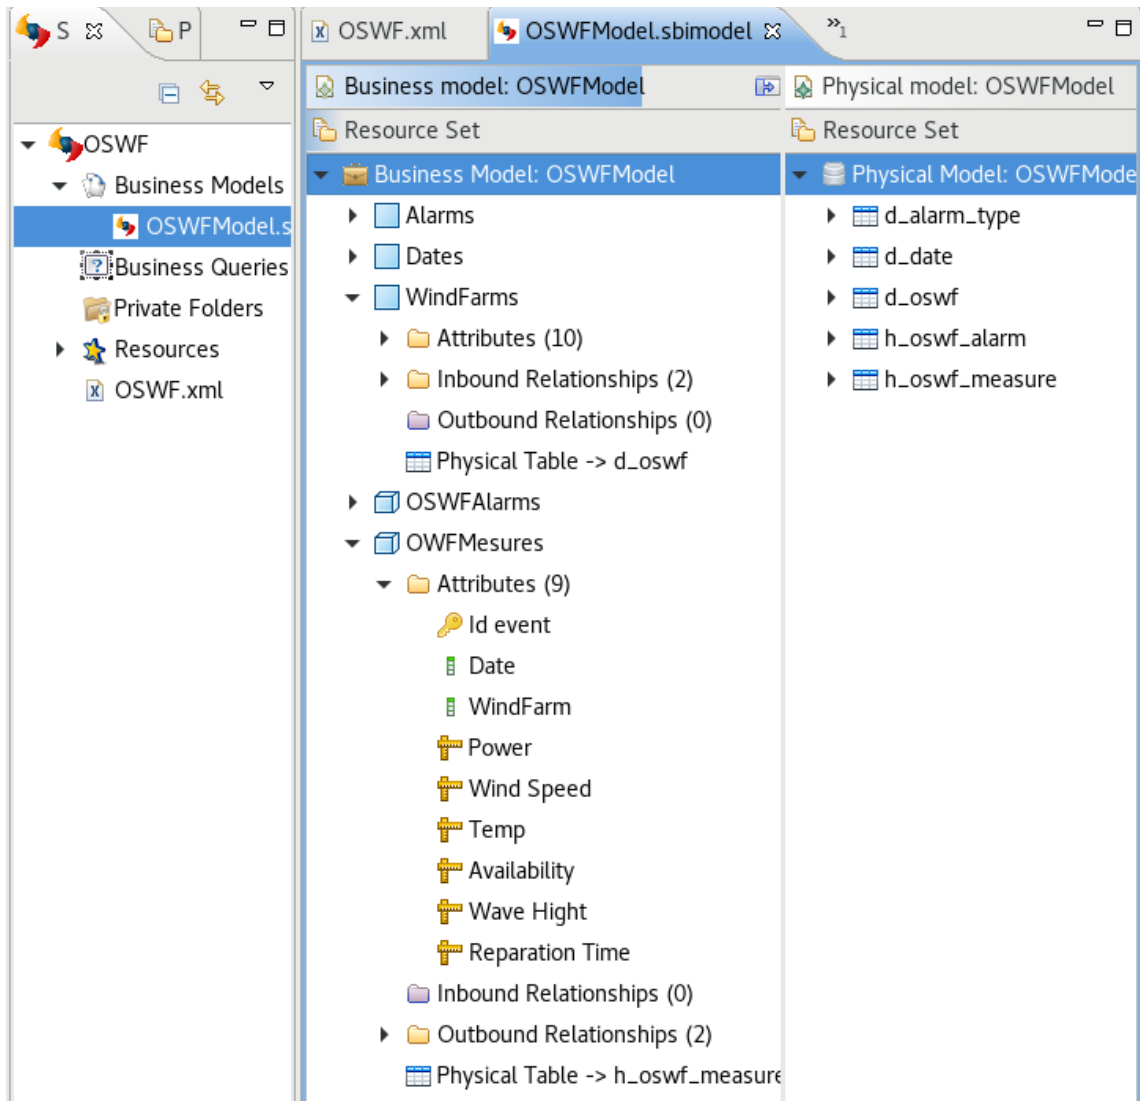 S
P
OSWF
Business Models
OSWFModel.s
Business Queries
Private Folders
Resources
OSWF.xml
OSWF.xml
OSWFModel.sbimodel
»1
Business model: OSWFModel
Resource Set
Business Model: OSWFModel
Alarms
Dates
WindFarms
Attributes (10)
Inbound Relationships (2)
Outbound Relationships (0)
Physical Table -> d_oswf
OSWFAlarms
OWFMesures
Attributes (9)
Id event
Date
WindFarm
Power
Wind Speed
Temp
Availability
Wave Hight
Reparation Time
Inbound Relationships (0)
Outbound Relationships (2)
Physical Table -> h_oswf_measure
Physical model: OSWFModel
Resource Set
Physical Model: OSWFMode
d_alarm_type
d_date
d_oswf
h_oswf_alarm
h_oswf_measure